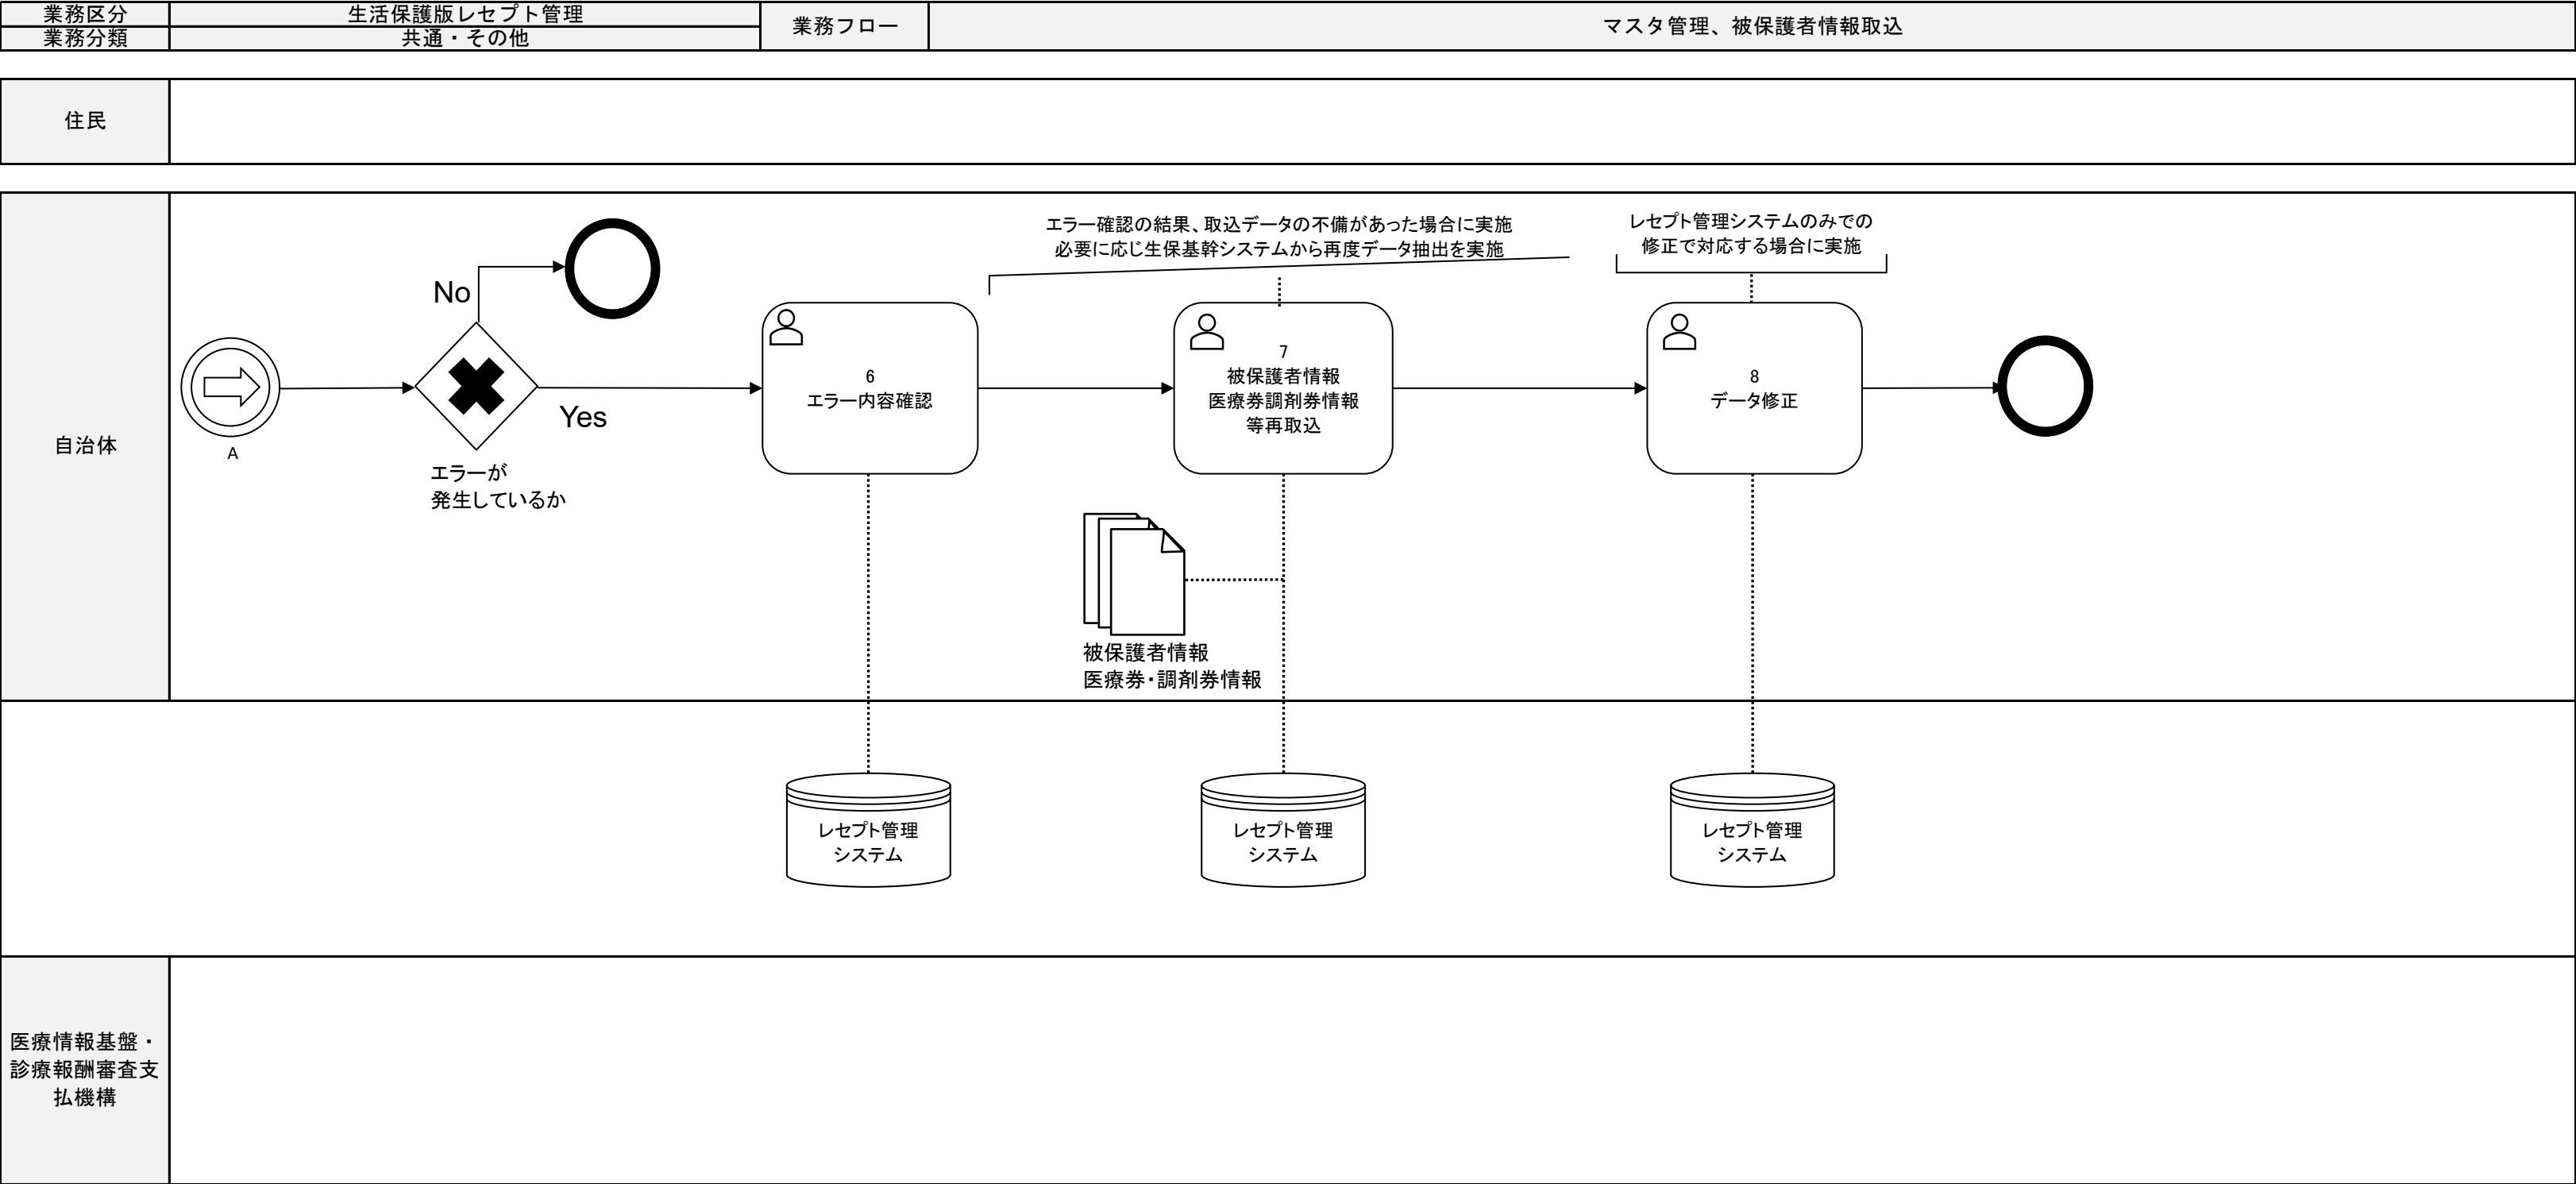 業務区分
生活保護版レセプト管理
業務フロー
マスタ管理、被保護者情報取込
業務分類
共通・その他
住民
自治体
A
エラーが
発生しているか
No
Yes
6
エラー内容確認
エラー確認の結果、取込データの不備があった場合に実施
必要に応じ生保基幹システムから再度データ抽出を実施
7
被保護者情報
医療券調剤券情報
等再取込
被保護者情報
医療券・調剤券情報
レセプト管理システムのみでの
修正で対応する場合に実施
8
データ修正
レセプト管理
システム
レセプト管理
システム
レセプト管理
システム
医療情報基盤・
診療報酬審査支
払機構